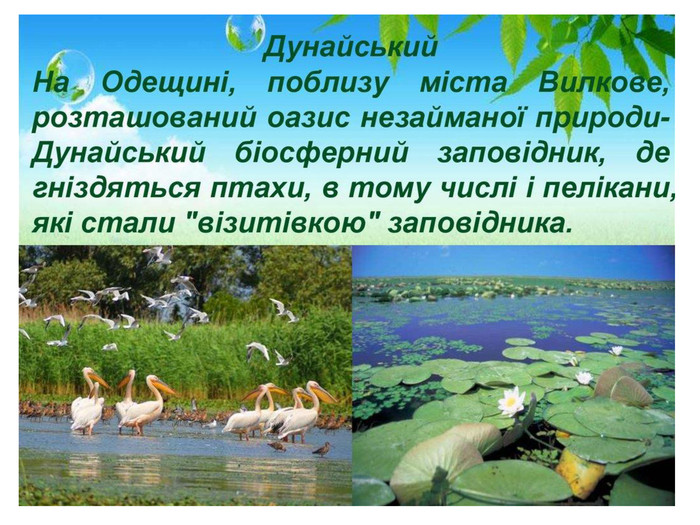 Дунайський
На Одещині, поблизу міста Вилкове,
розташований оазис незайманої природи-
Дунайський біосферний заповідник, де
гніздяться птахи, в тому числі і пелікани,
які стали "візитівкою" заповідника.